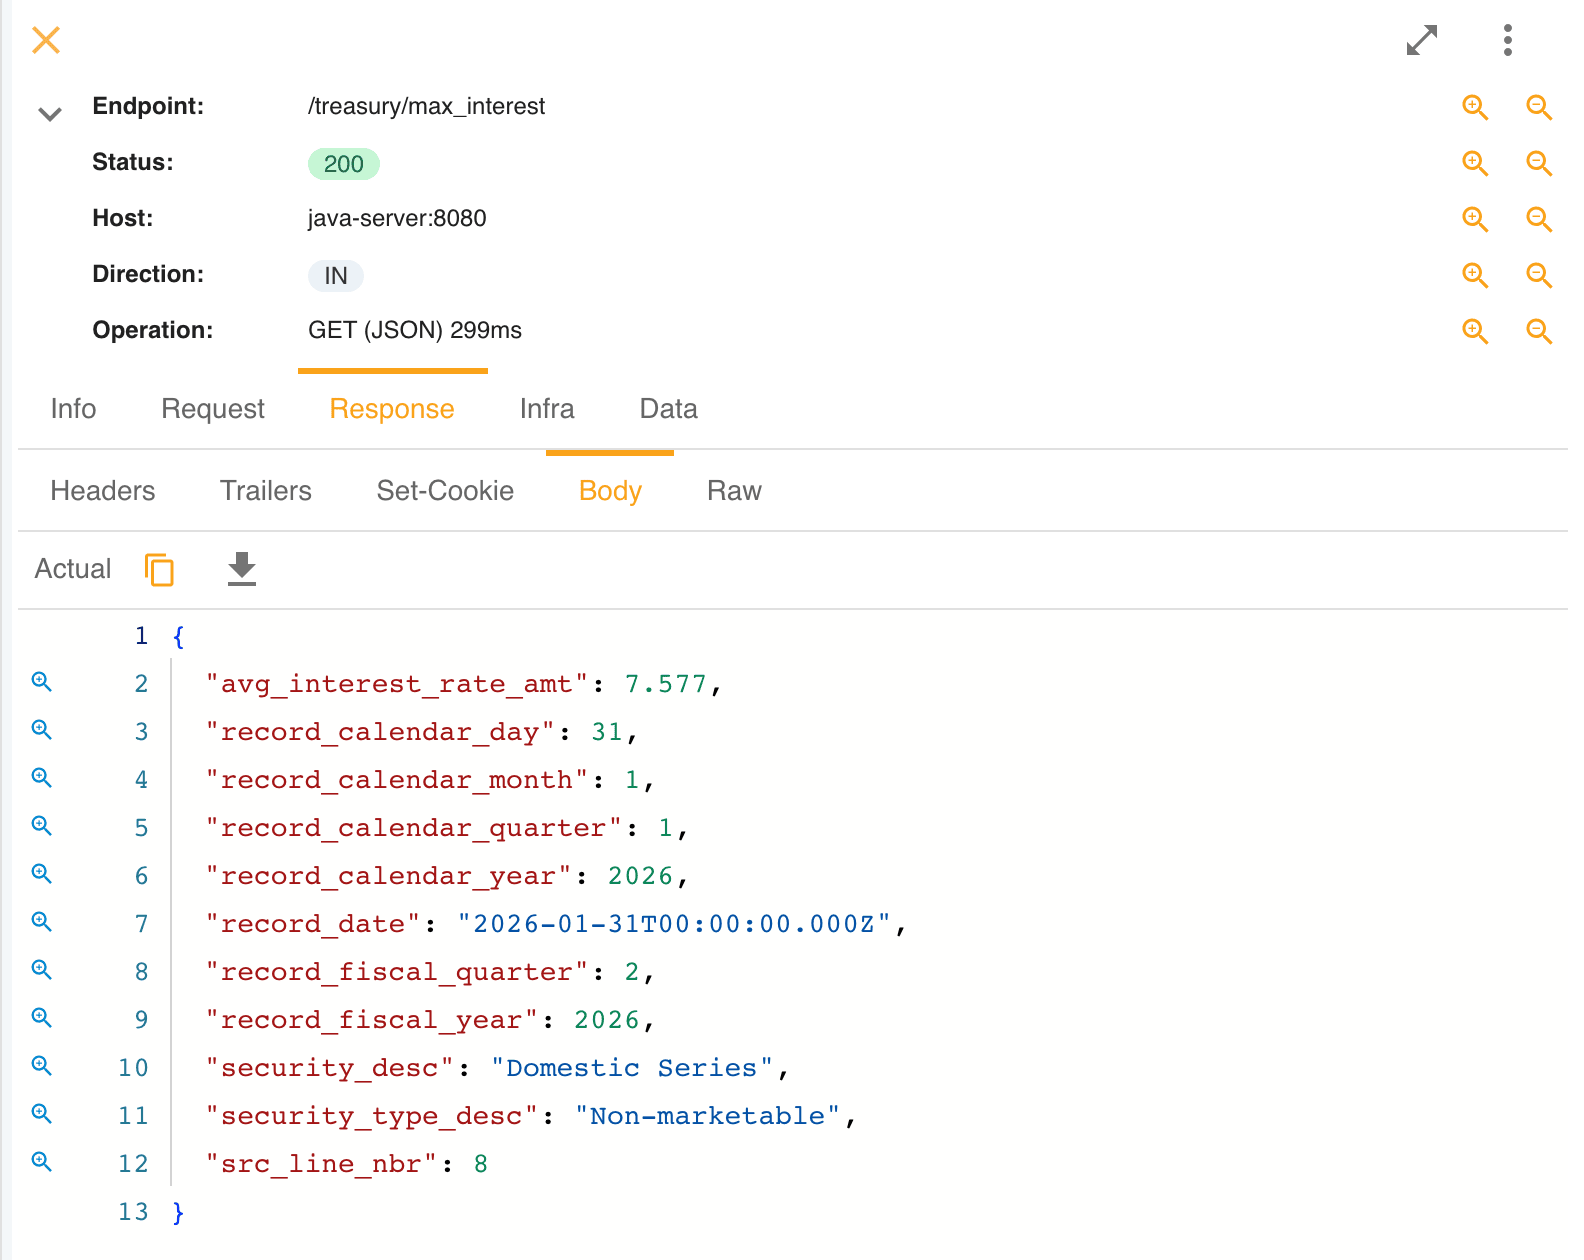 Endpoint: /treasury/max_interest
Status: 200
Host: java-server:8080
Direction: IN
Operation: GET (JSON) 299ms
Info Request Response Infra Data
Headers Trailers Set-Cookie Body Raw
Actual
1 {
2 "avg_interest_rate_amt": 7.577,
3 "record_calendar_day": 31,
4 "record_calendar_month": 1,
5 "record_calendar_quarter": 1,
6 "record_calendar_year": 2026,
7 "record_date": "2026-01-31T00:00:00.000Z",
8 "record_fiscal_quarter": 2,
9 "record_fiscal_year": 2026,
10 "security_desc": "Domestic Series",
11 "security_type_desc": "Non-marketable",
12 "src_line_nbr": 8
13 }